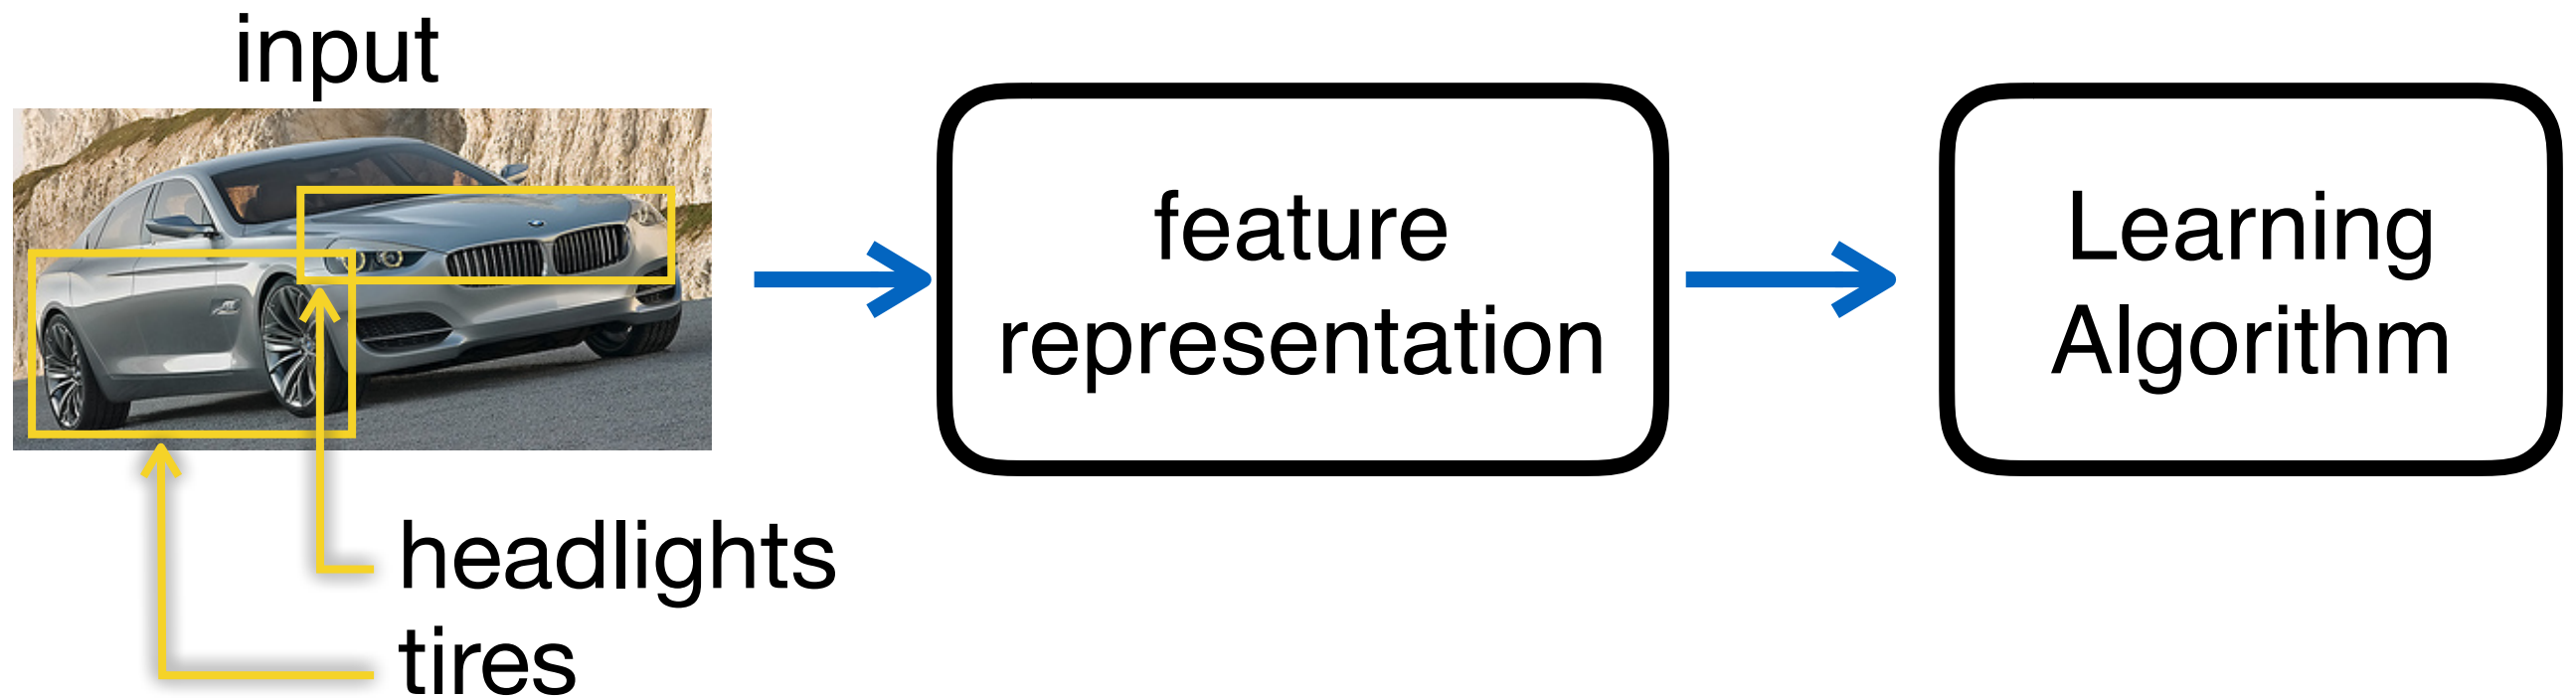 input
feature
representation
Learning
Algorithm
headlights
tires